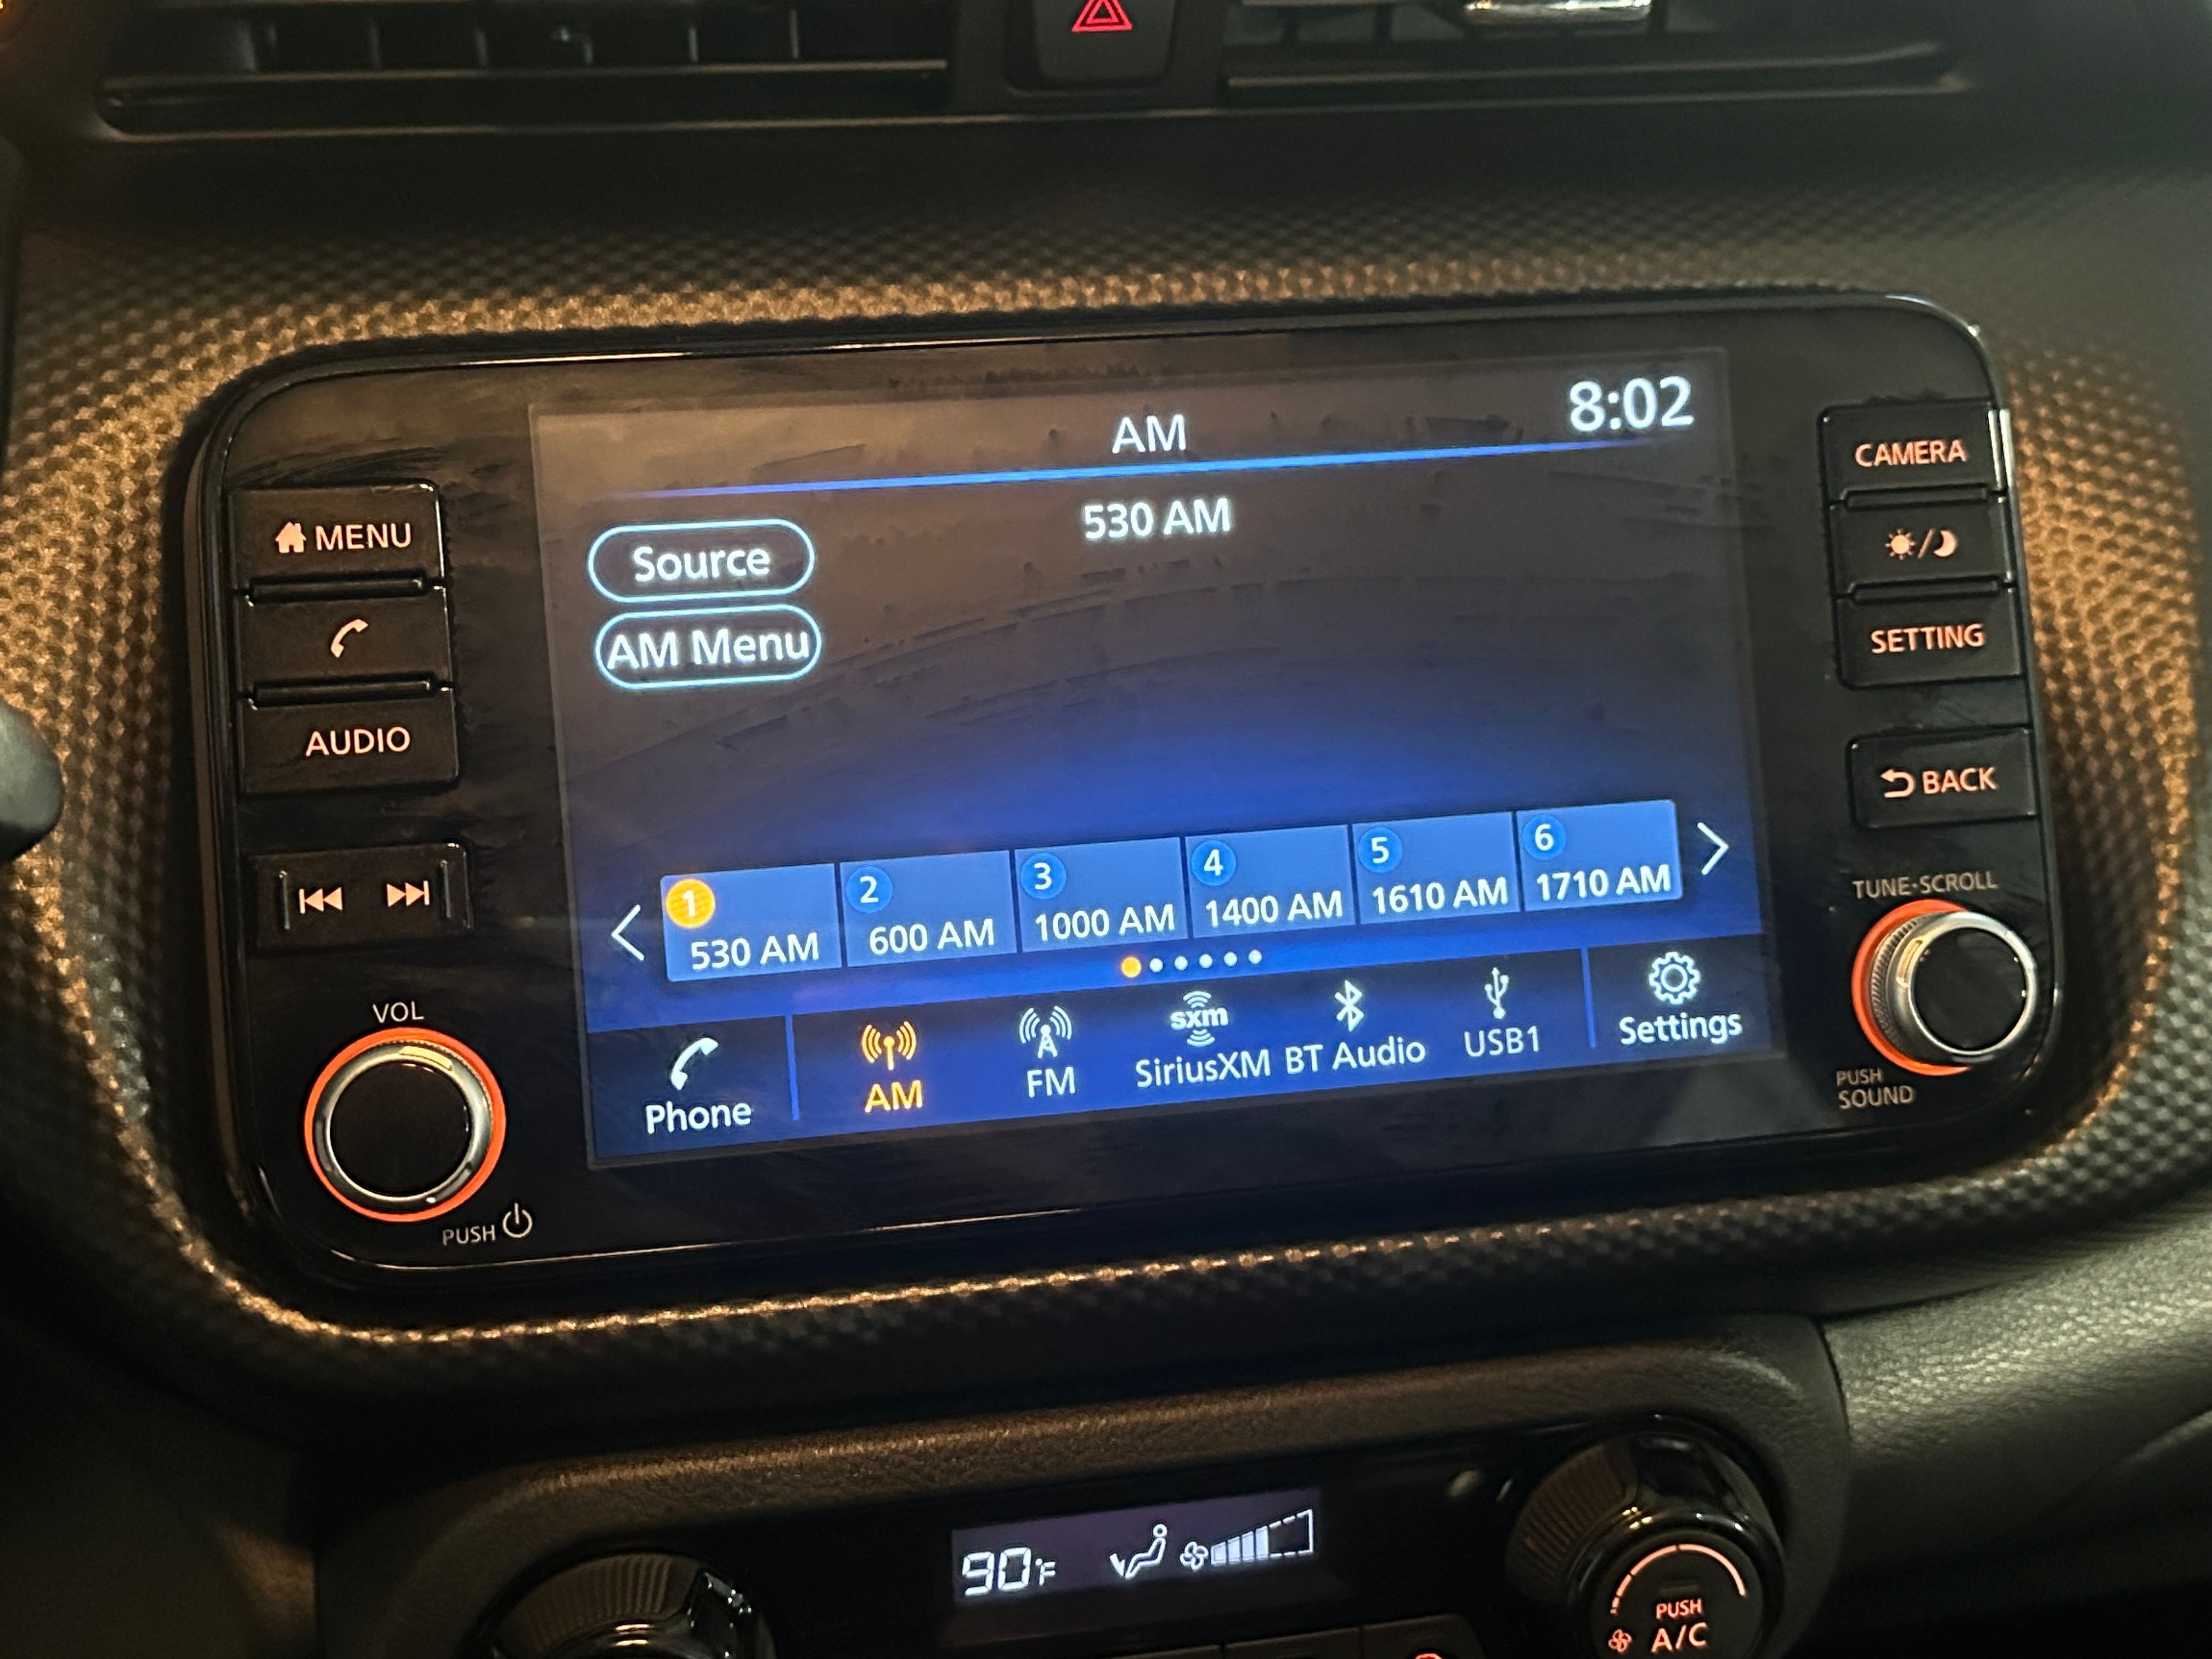 AM
8:02
530 AM
Source
AM Menu
1
530 AM
2
600 AM
3
1000 AM
4
1400 AM
5
1610 AM
6
1710 AM
Phone
AM
FM
sxm
SiriusXM
BT Audio
USB1
Settings
MENU
AUDIO
VOL
PUSH
CAMERA
SETTING
BACK
TUNE•SCROLL
PUSH
SOUND
90°F
PUSH
A/C